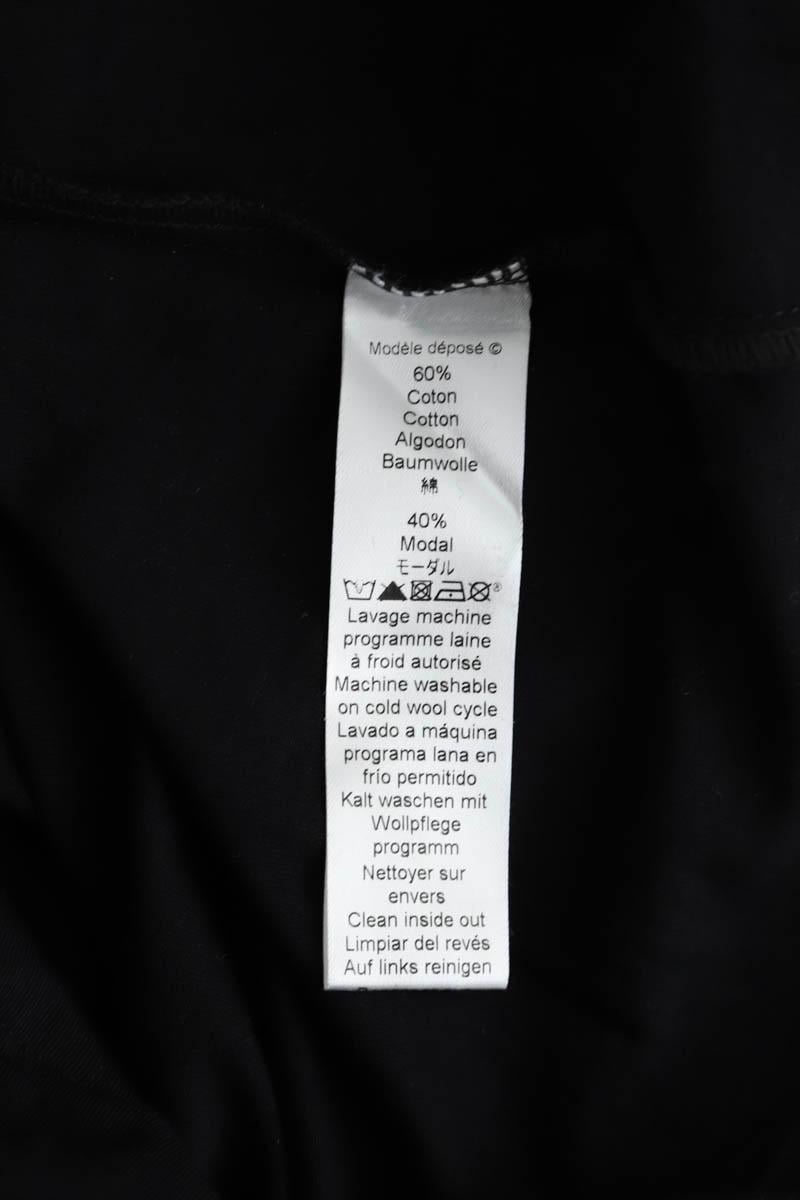 Modèle déposé ©
60%
Coton
Cotton
Algodon
Baumwolle
綿
40%
Modal
モーダル
Lavage machine
programme laine
à froid autorisé
Machine washable
on cold wool cycle
Lavado a máquina
programa lana en
frío permitido
Kalt waschen mit
Wollpflege
programm
Nettoyer sur
envers
Clean inside out
Limpiar del revés
Auf links reinigen